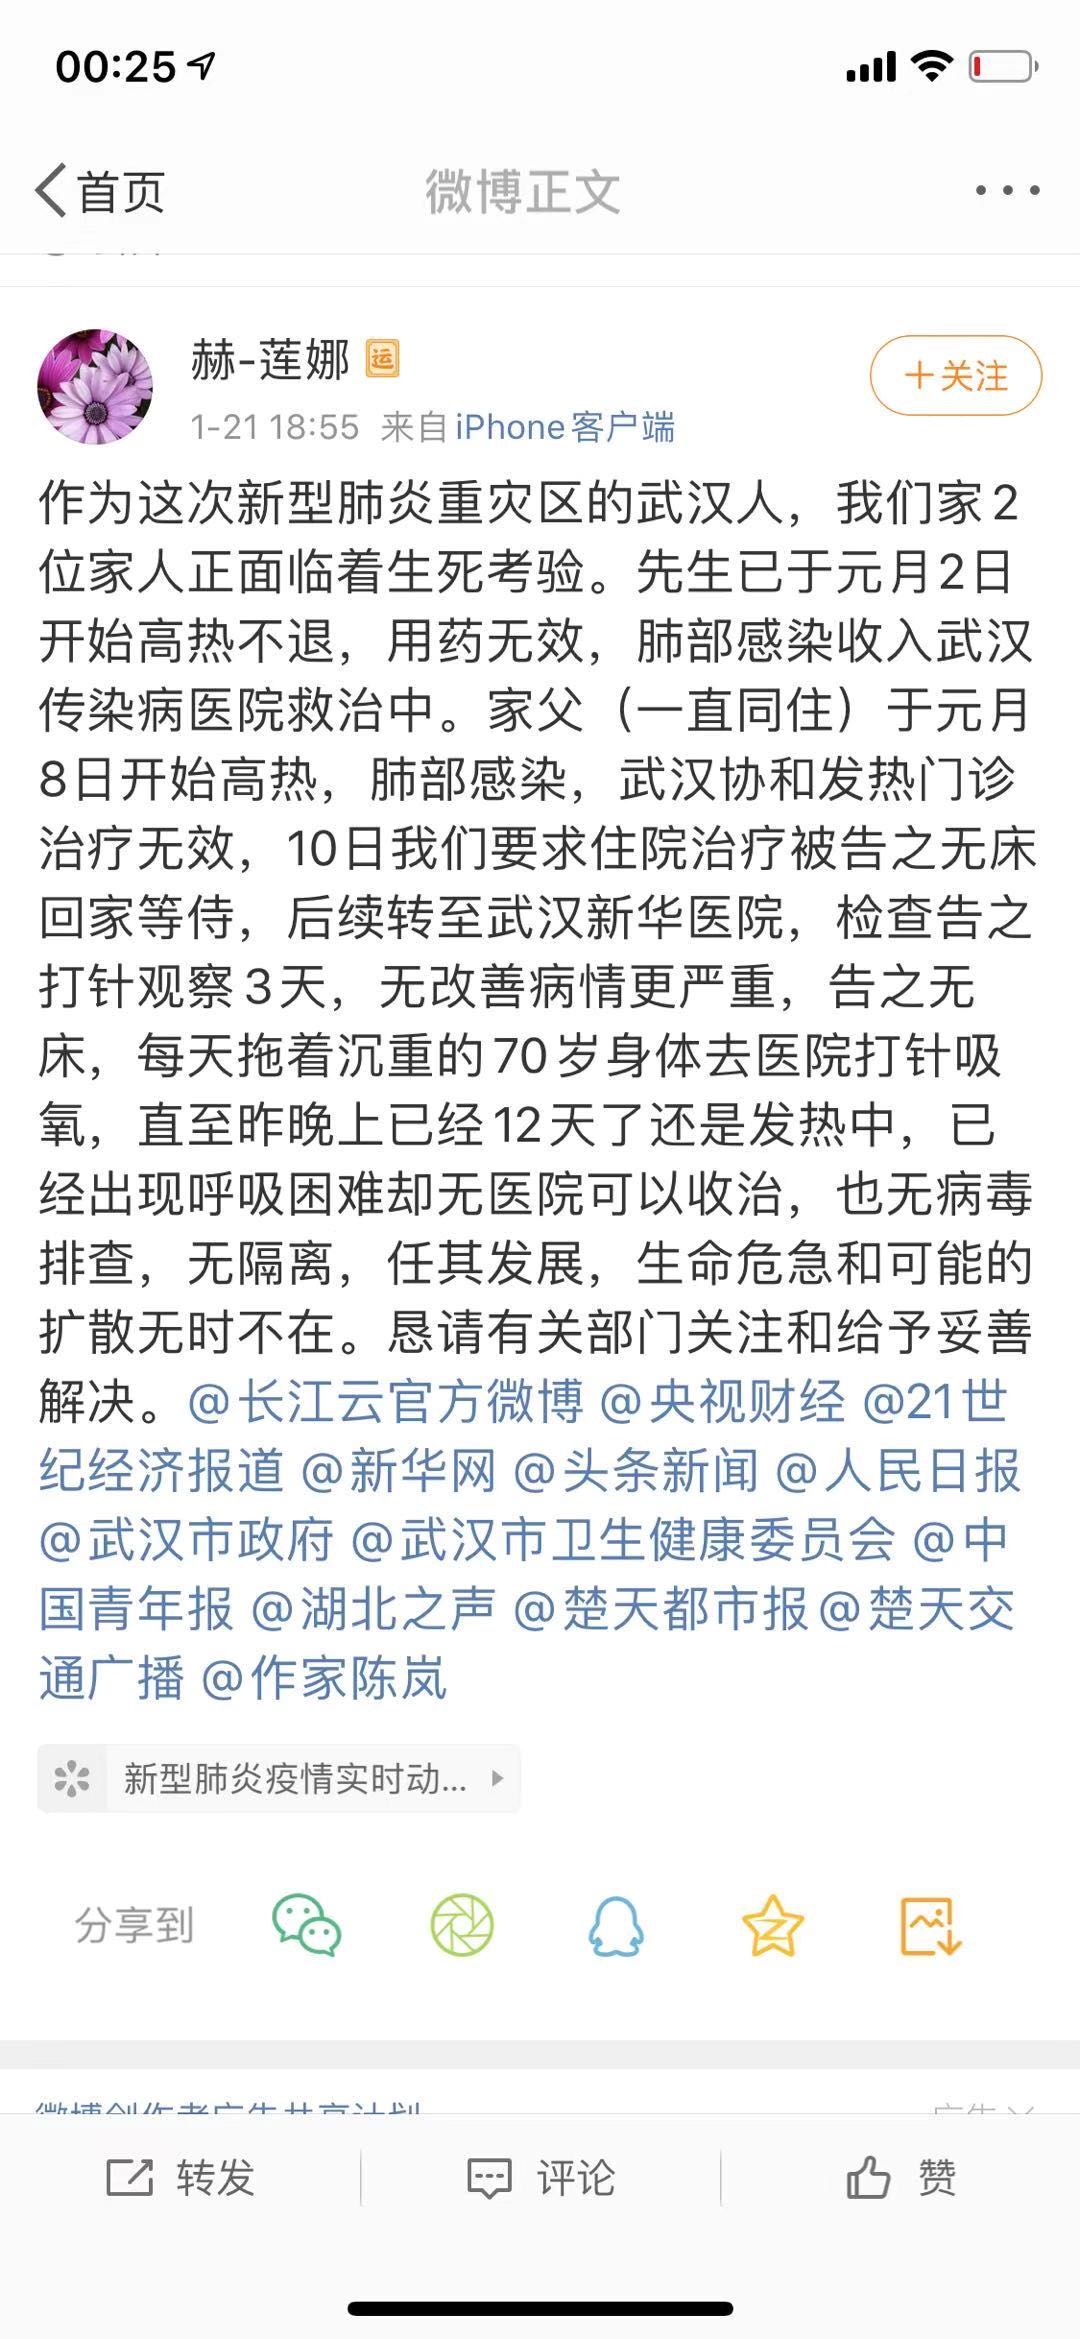 00:25
首页
微博正文
赫-莲娜 运
+关注
1-21 18:55 来自 iPhone客户端
作为这次新型肺炎重灾区的武汉人，我们家2
位家人正面临着生死考验。先生已于元月2日
开始高热不退，用药无效，肺部感染收入武汉
传染病医院救治中。家父（一直同住）于元月
8日开始高热，肺部感染，武汉协和发热门诊
治疗无效，10日我们要求住院治疗被告之无床
回家等侍，后续转至武汉新华医院，检查告之
打针观察3天，无改善病情更严重，告之无
床，每天拖着沉重的70岁身体去医院打针吸
氧，直至昨晚上已经12天了还是发热中，已
经出现呼吸困难却无医院可以收治，也无病毒
排查，无隔离，任其发展，生命危急和可能的
扩散无时不在。恳请有关部门关注和给予妥善
解决。@长江云官方微博 @央视财经 @21世
纪经济报道 @新华网 @头条新闻 @人民日报
@武汉市政府 @武汉市卫生健康委员会 @中
国青年报 @湖北之声 @楚天都市报@楚天交
通广播 @作家陈岚
新型肺炎疫情实时动...
分享到
微博创作者广告共享计划
广告
转发
评论
赞